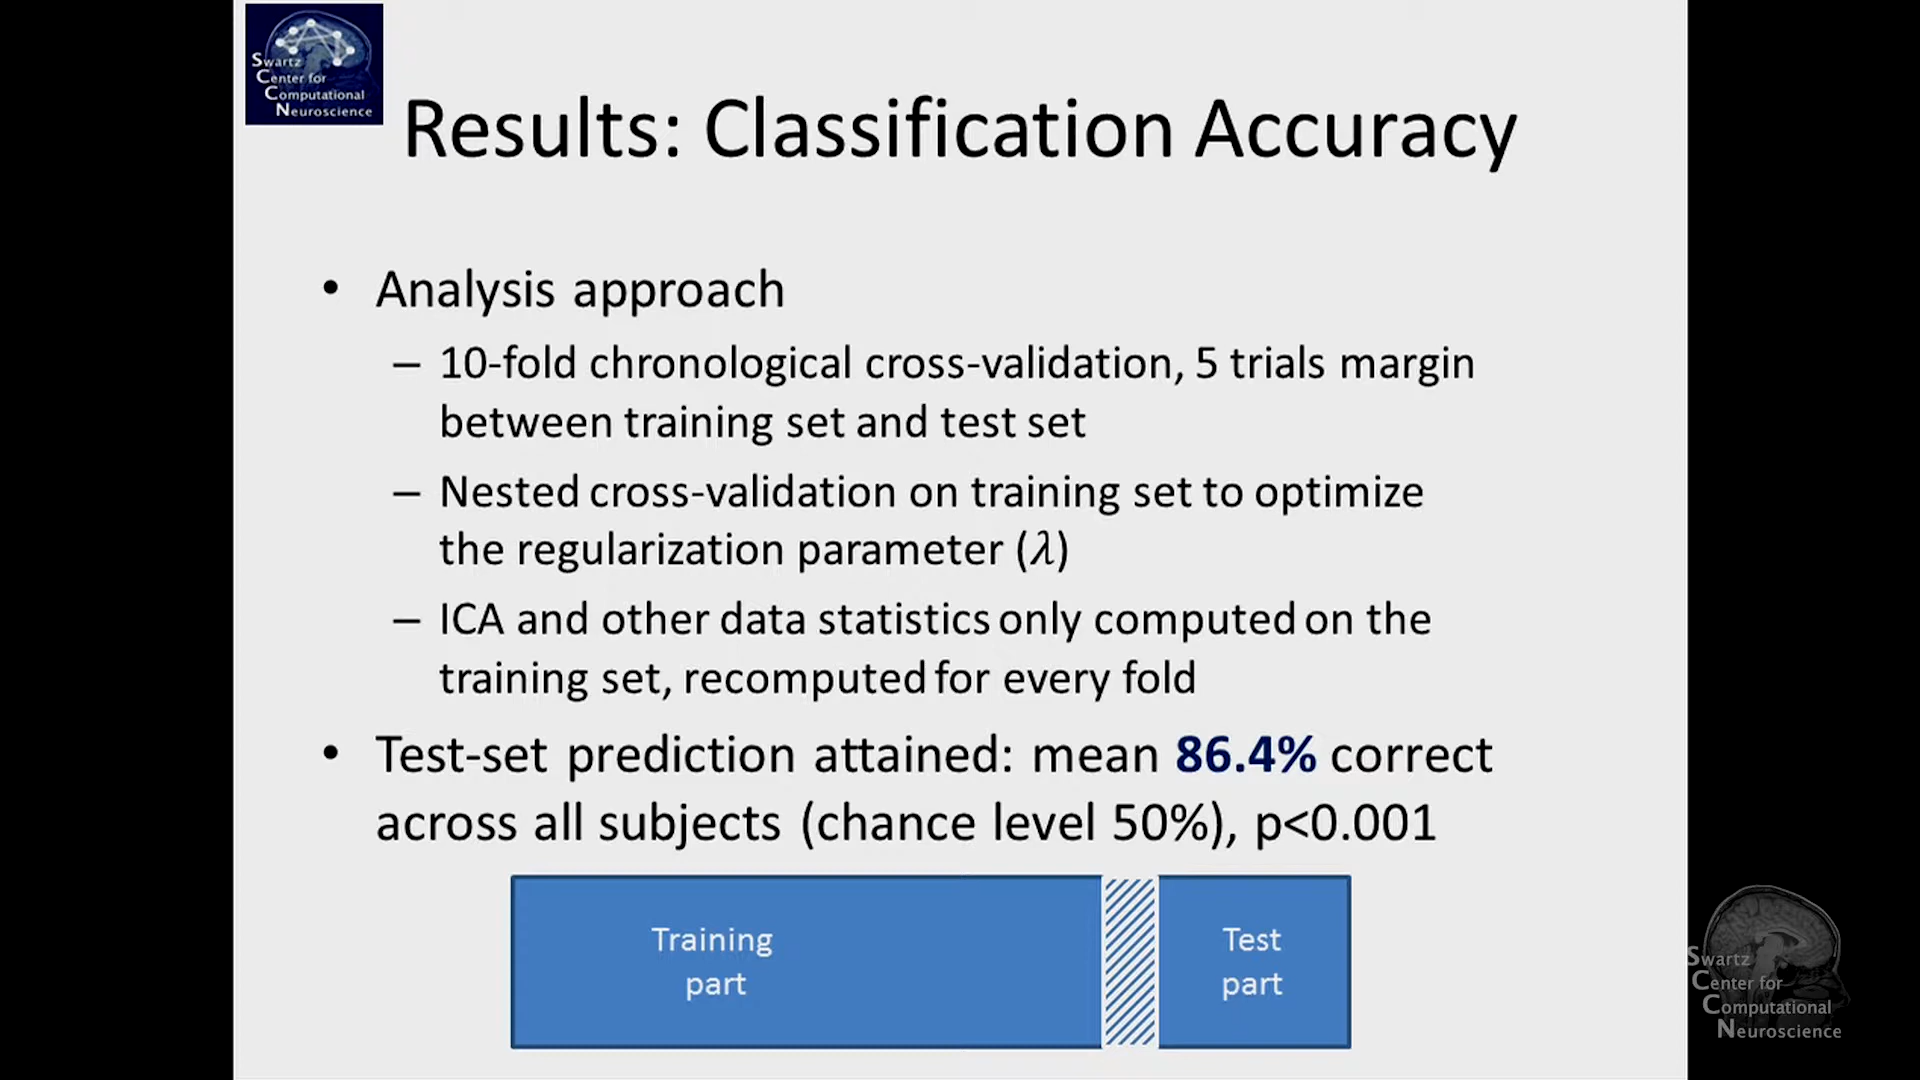 Swartz
Center for
Computational
Neuroscience
Results: Classification Accuracy
• Analysis approach
– 10-fold chronological cross-validation, 5 trials margin
between training set and test set
– Nested cross-validation on training set to optimize
the regularization parameter (λ)
– ICA and other data statistics only computed on the
training set, recomputed for every fold
• Test-set prediction attained: mean 86.4% correct
across all subjects (chance level 50%), p<0.001
Training
part
Test
part
Swartz
Center for
Computational
Neuroscience